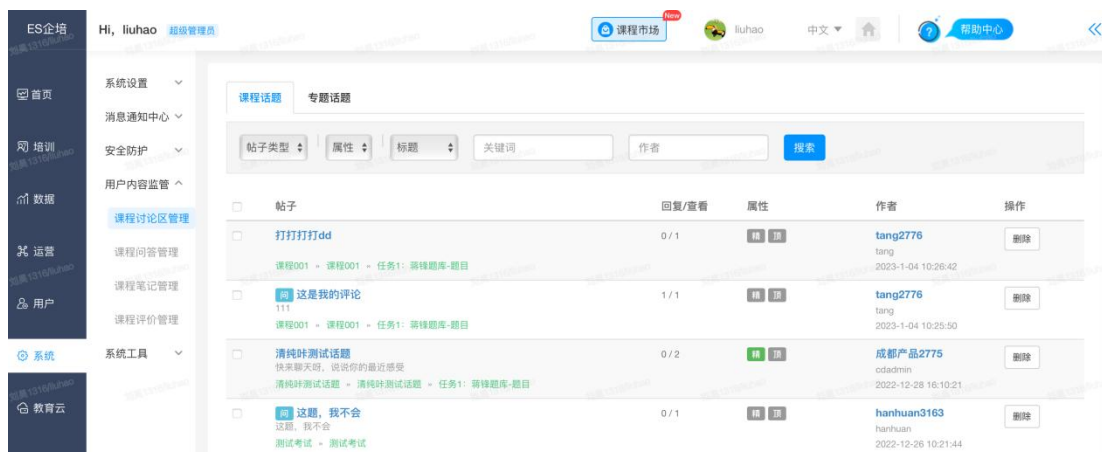 ES企培
Hi, liuhao 超级管理员
New
课程市场
liuhao
中文
帮助中心
首页
培训
数据
运营
用户
系统
教育云
系统设置
消息通知中心
安全防护
用户内容监管
课程讨论区管理
课程问答管理
课程笔记管理
课程评价管理
系统工具
课程话题 专题话题
帖子类型 属性 标题 关键词 作者 搜索
帖子 回复/查看 属性 作者 操作
打打打打dd 0 / 1 精 顶 tang2776 删除
tang
课程001 » 课程001 » 任务1：蒋锋题库-题目 2023-1-04 10:26:42
问 这是我的评论 1 / 1 精 顶 tang2776 删除
111 tang
课程001 » 课程001 » 任务1：蒋锋题库-题目 2023-1-04 10:25:50
清纯咔测试话题 0 / 2 精 顶 成都产品2775 删除
快来聊天呀，说说你的最近感受 cdadmin
清纯咔测试话题 » 清纯咔测试话题 » 任务1：蒋锋题库-题目 2022-12-28 16:10:21
问 这题，我不会 0 / 1 精 顶 hanhuan3163 删除
这题，我不会 hanhuan
测试考试 » 测试考试 2022-12-26 10:21:44